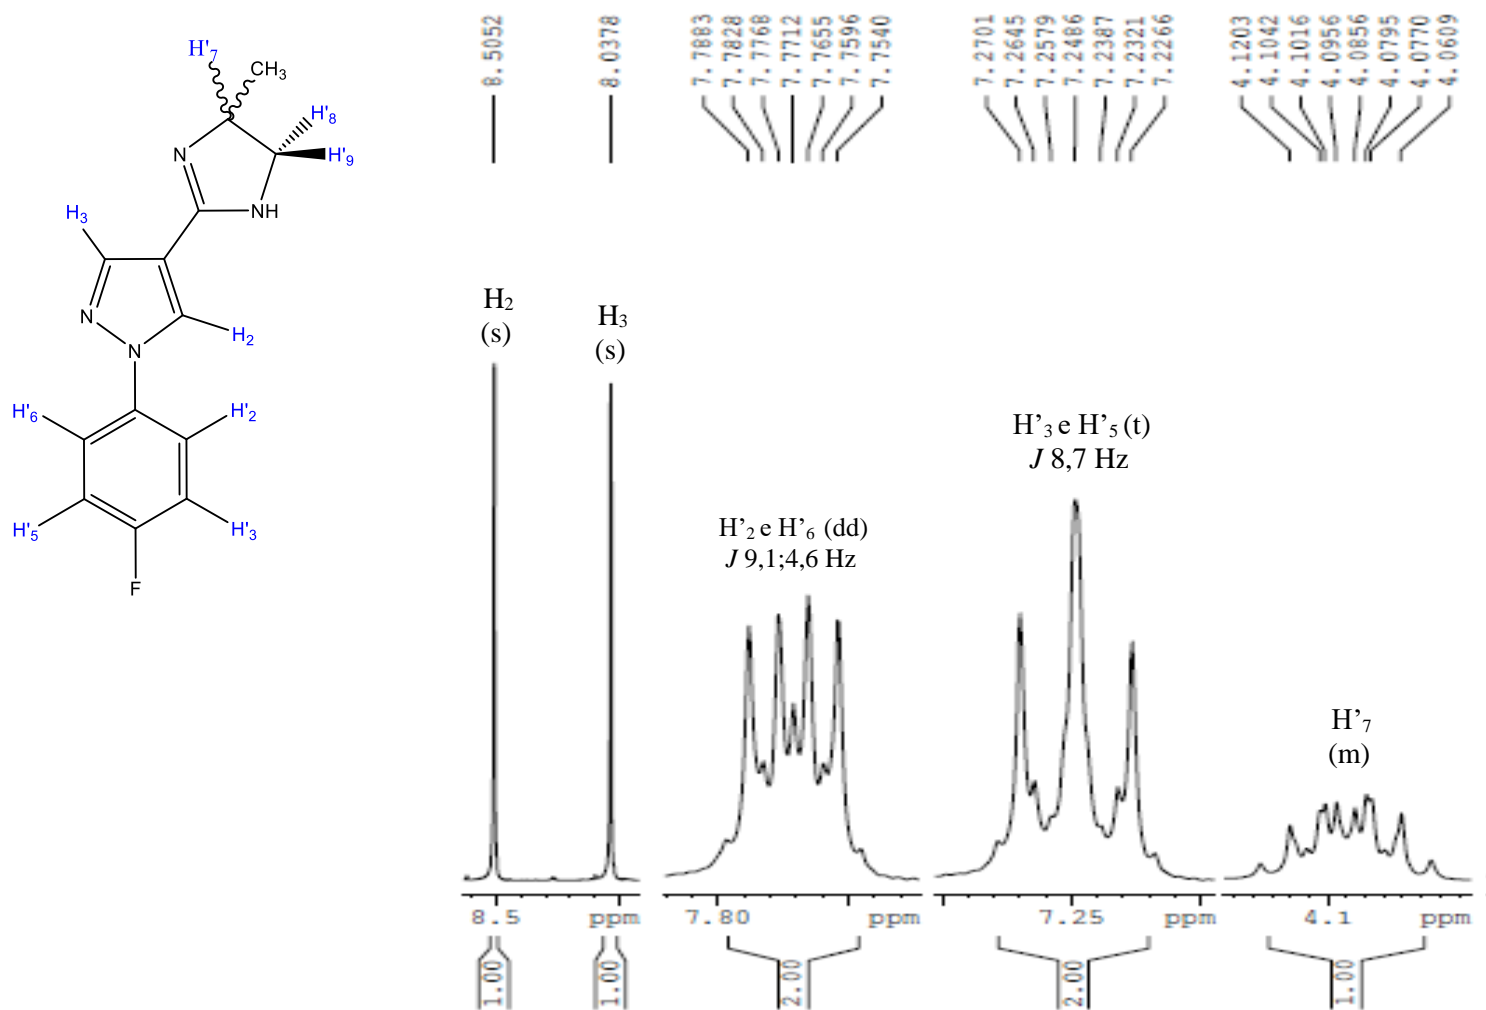 H'7
CH3
H'8
H'9
N
NH
H3
N
H2
N
H'6
H'2
H'5
H'3
F
8.5052
8.0378
7.7883
7.7828
7.7768
7.7712
7.7655
7.7596
7.7540
7.2701
7.2645
7.2579
7.2486
7.2387
7.2321
7.2266
4.1203
4.1042
4.1016
4.0956
4.0856
4.0795
4.0770
4.0609
H2
(s)
H3
(s)
H'2 e H'6 (dd)
J 9,1;4,6 Hz
H'3 e H'5 (t)
J 8,7 Hz
H'7
(m)
8.5 ppm
7.80 ppm
7.25 ppm
4.1 ppm
1.00
1.00
2.00
2.00
1.00